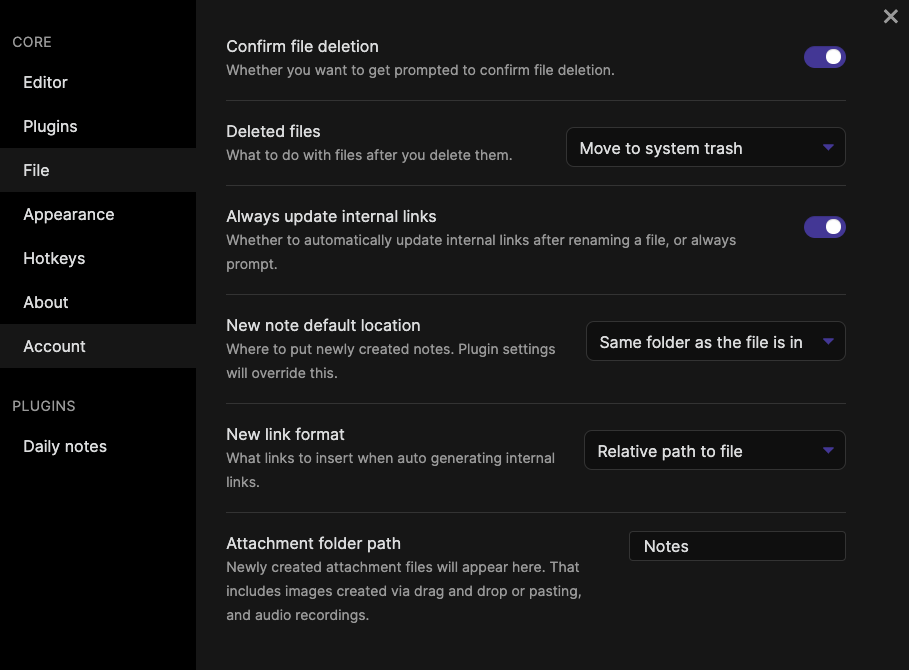 CORE
Editor
Plugins
File
Appearance
Hotkeys
About
Account
PLUGINS
Daily notes
Confirm file deletion
Whether you want to get prompted to confirm file deletion.
Deleted files
What to do with files after you delete them.
Move to system trash
Always update internal links
Whether to automatically update internal links after renaming a file, or always
prompt.
New note default location
Where to put newly created notes. Plugin settings
will override this.
Same folder as the file is in
New link format
What links to insert when auto generating internal
links.
Relative path to file
Attachment folder path
Newly created attachment files will appear here. That
includes images created via drag and drop or pasting,
and audio recordings.
Notes